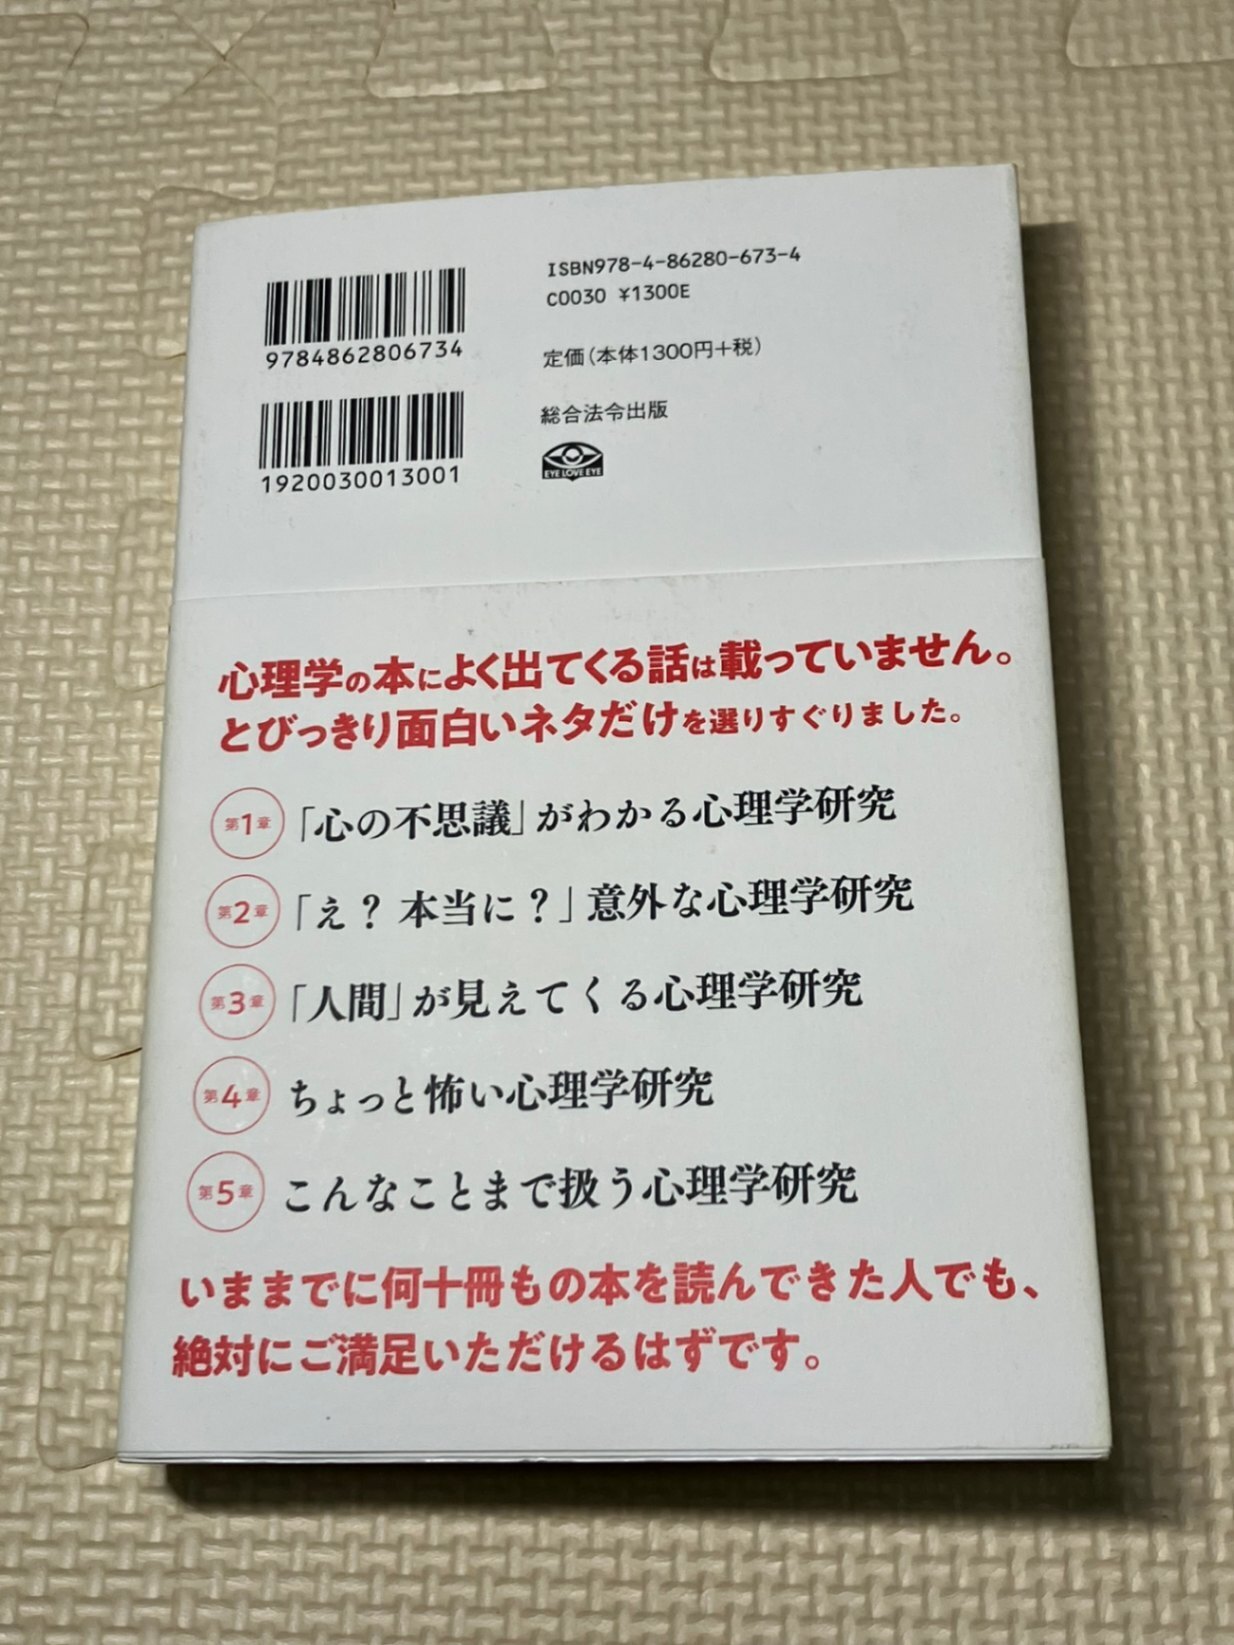 9784862806734
1920030013001
ISBN978-4-86280-673-4
C0030 ¥1300E
定価(本体1300円+税)
総合法令出版
EYE LOVE EYE
心理学の本によく出てくる話は載っていません。
とびっきり面白いネタだけを選りすぐりました。
第1章 「心の不思議」がわかる心理学研究
第2章 「え? 本当に?」意外な心理学研究
第3章 「人間」が見えてくる心理学研究
第4章 ちょっと怖い心理学研究
第5章 こんなことまで扱う心理学研究
いままでに何十冊もの本を読んできた人でも、
絶対にご満足いただけるはずです。